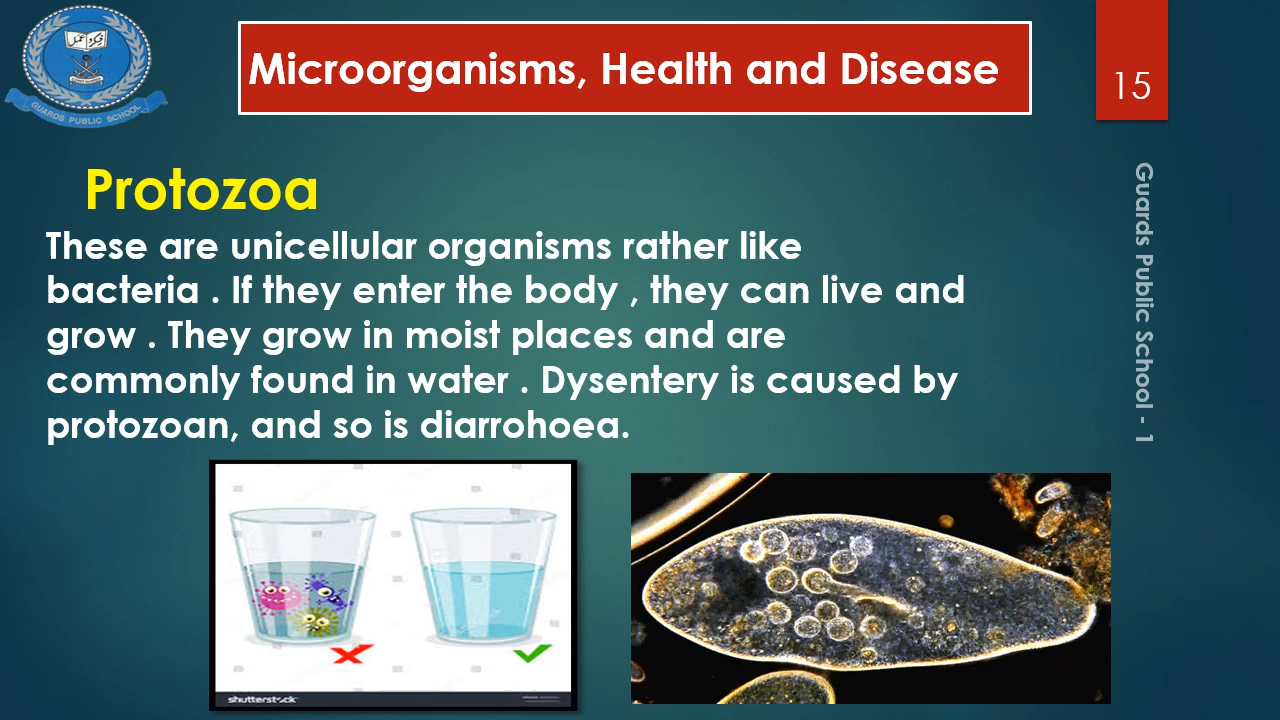 GUARDS PUBLIC SCHOOL
Microorganisms, Health and Disease
15
Protozoa
These are unicellular organisms rather like
bacteria . If they enter the body , they can live and
grow . They grow in moist places and are
commonly found in water . Dysentery is caused by
protozoan, and so is diarrohoea.
Guards Public School - 1
shutterstock